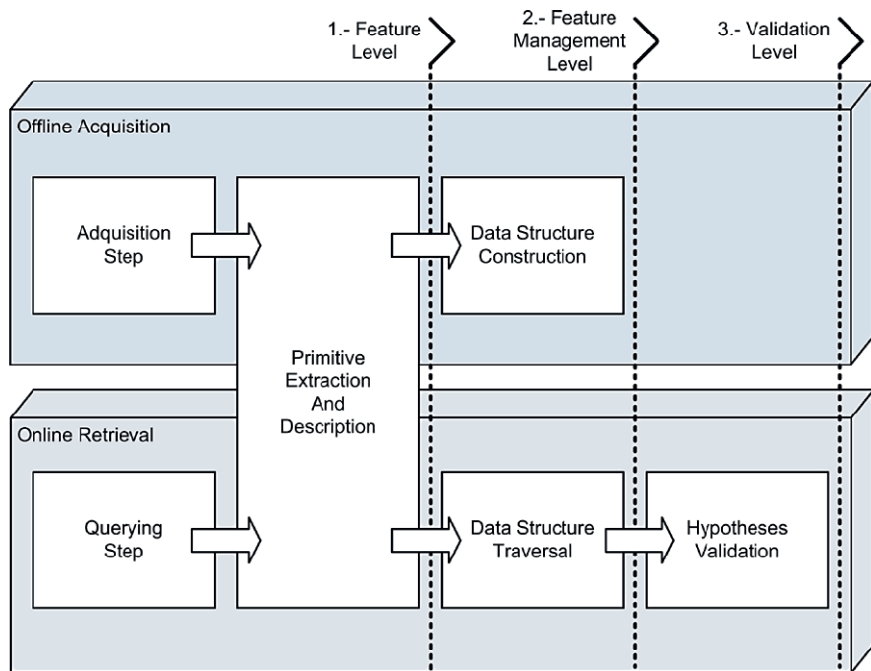 1.- Feature
Level
2.- Feature
Management
Level
3.- Validation
Level
Offline Acquisition
Adquisition
Step
Data Structure
Construction
Primitive
Extraction
And
Description
Online Retrieval
Querying
Step
Data Structure
Traversal
Hypotheses
Validation